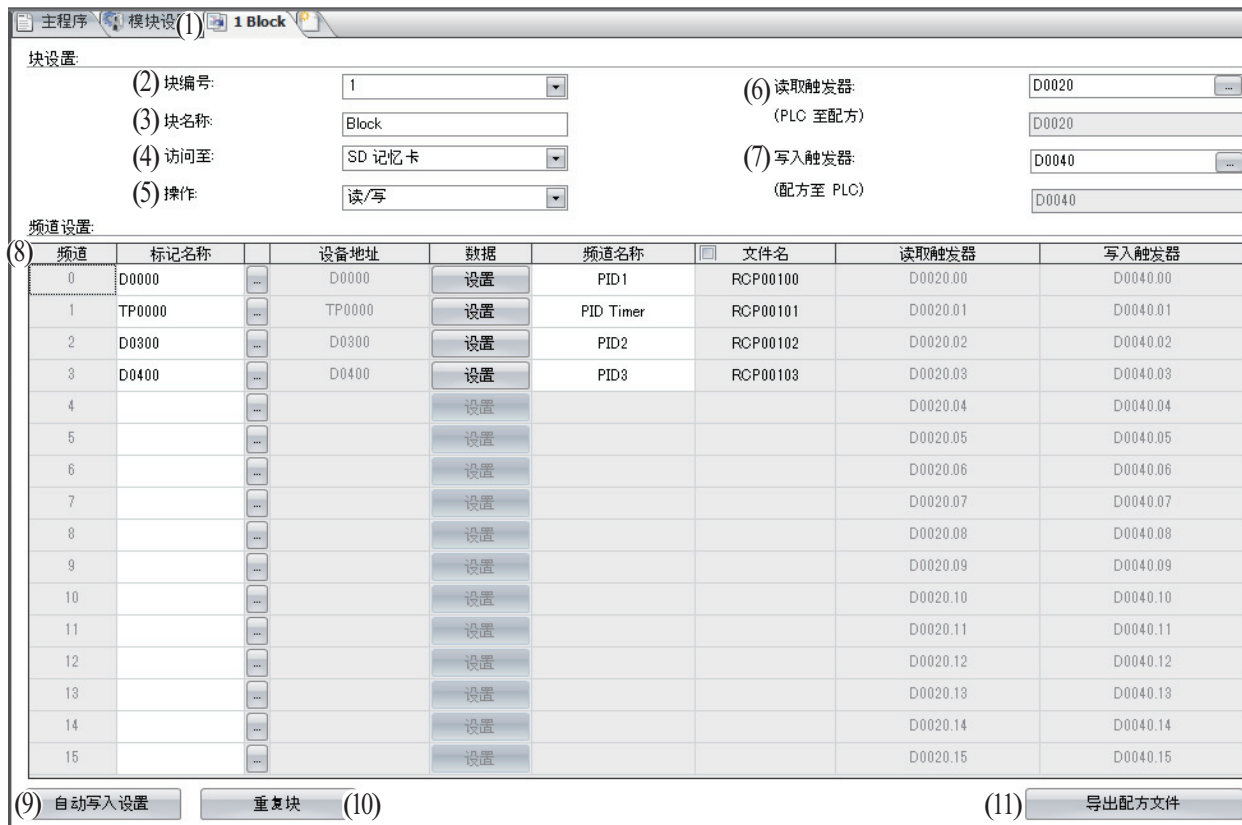 主程序 模块设 (1) 1 Block
块设置:
(2) 块编号: 1 (6) 读取触发器: D0020 ...
(3) 块名称: Block (PLC 至配方) D0020
(4) 访问至: SD 记忆卡 (7) 写入触发器: D0040 ...
(5) 操作: 读/写 (配方至 PLC) D0040
频道设置:
(8) 频道 标记名称 设备地址 数据 频道名称 文件名 读取触发器 写入触发器
0 D0000 ... D0000 设置 PID1 RCP00100 D0020.00 D0040.00
1 TP0000 ... TP0000 设置 PID Timer RCP00101 D0020.01 D0040.01
2 D0300 ... D0300 设置 PID2 RCP00102 D0020.02 D0040.02
3 D0400 ... D0400 设置 PID3 RCP00103 D0020.03 D0040.03
4 ... 设置 D0020.04 D0040.04
5 ... 设置 D0020.05 D0040.05
6 ... 设置 D0020.06 D0040.06
7 ... 设置 D0020.07 D0040.07
8 ... 设置 D0020.08 D0040.08
9 ... 设置 D0020.09 D0040.09
10 ... 设置 D0020.10 D0040.10
11 ... 设置 D0020.11 D0040.11
12 ... 设置 D0020.12 D0040.12
13 ... 设置 D0020.13 D0040.13
14 ... 设置 D0020.14 D0040.14
15 ... 设置 D0020.15 D0040.15
(9) 自动写入设置 重复块 (10) (11) 导出配方文件